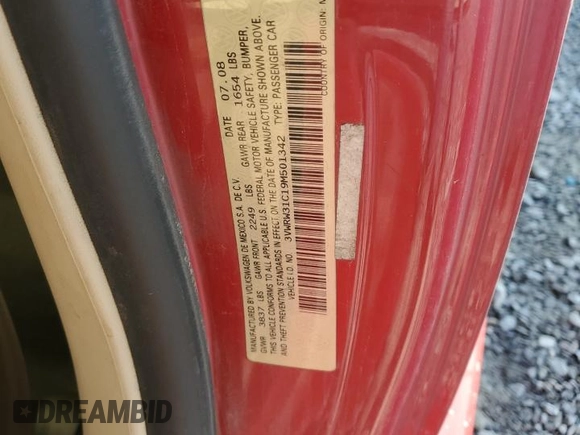 MANUFACTURED BY VOLKSWAGEN DE MEXICO S.A. DE C.V. DATE 07.08
GVWR 3837 LBS GAWR FRONT 2249 LBS GAWR REAR 1654 LBS
THIS VEHICLE CONFORMS TO ALL APPLICABLE U.S. FEDERAL MOTOR VEHICLE SAFETY, BUMPER,
AND THEFT PREVENTION STANDARDS IN EFFECT ON THE DATE OF MANUFACTURE SHOWN ABOVE.
VEHICLE I.D. NO. 3VWRW31C19M501342 TYPE: PASSENGER CAR
COUNTRY OF ORIGIN:
DREAMBID